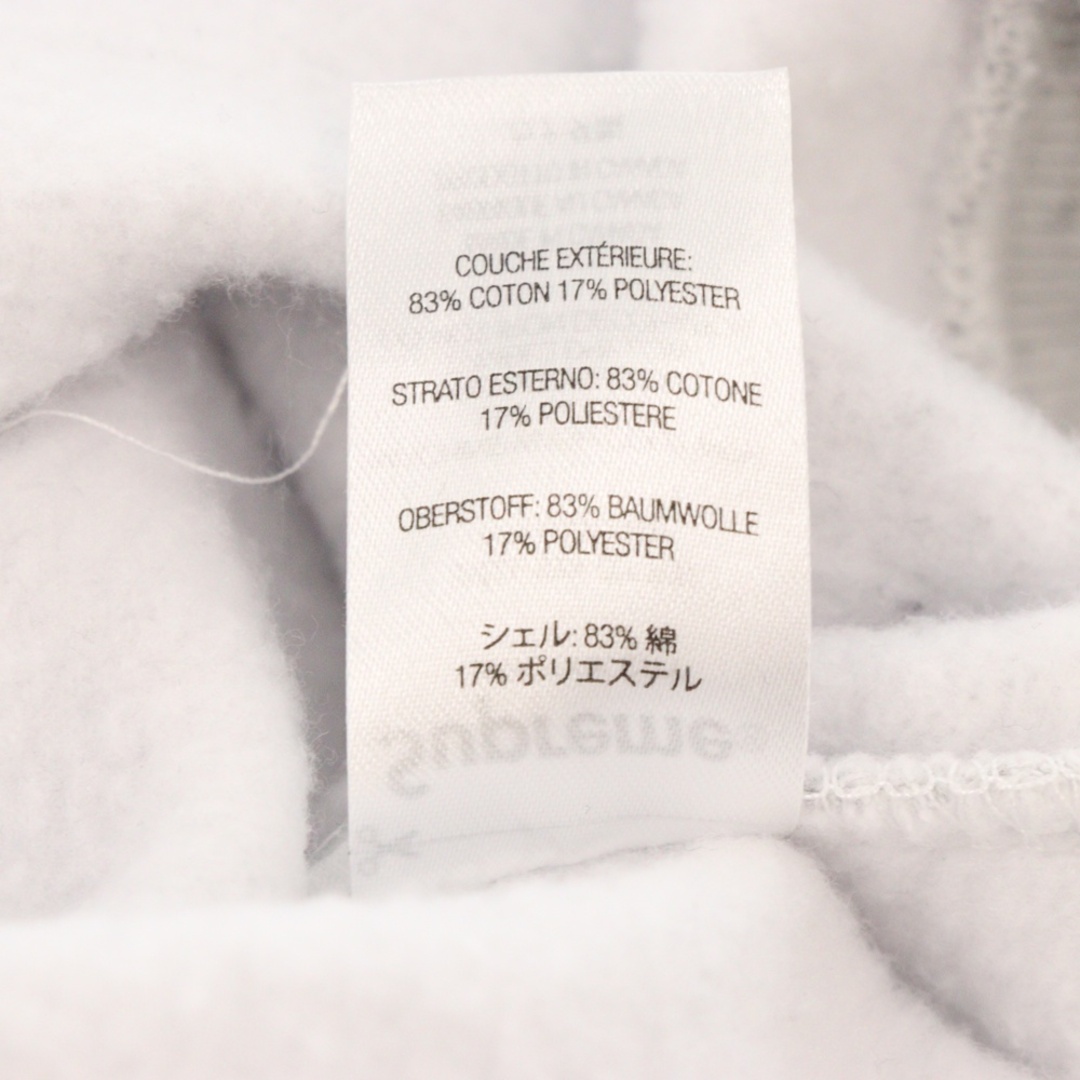 COUCHE EXTÉRIEURE:
83% COTON 17% POLYESTER
STRATO ESTERNO: 83% COTONE
17% POLIESTERE
OBERSTOFF: 83% BAUMWOLLE
17% POLYESTER
シェル: 83% 綿
17% ポリエステル
Supreme